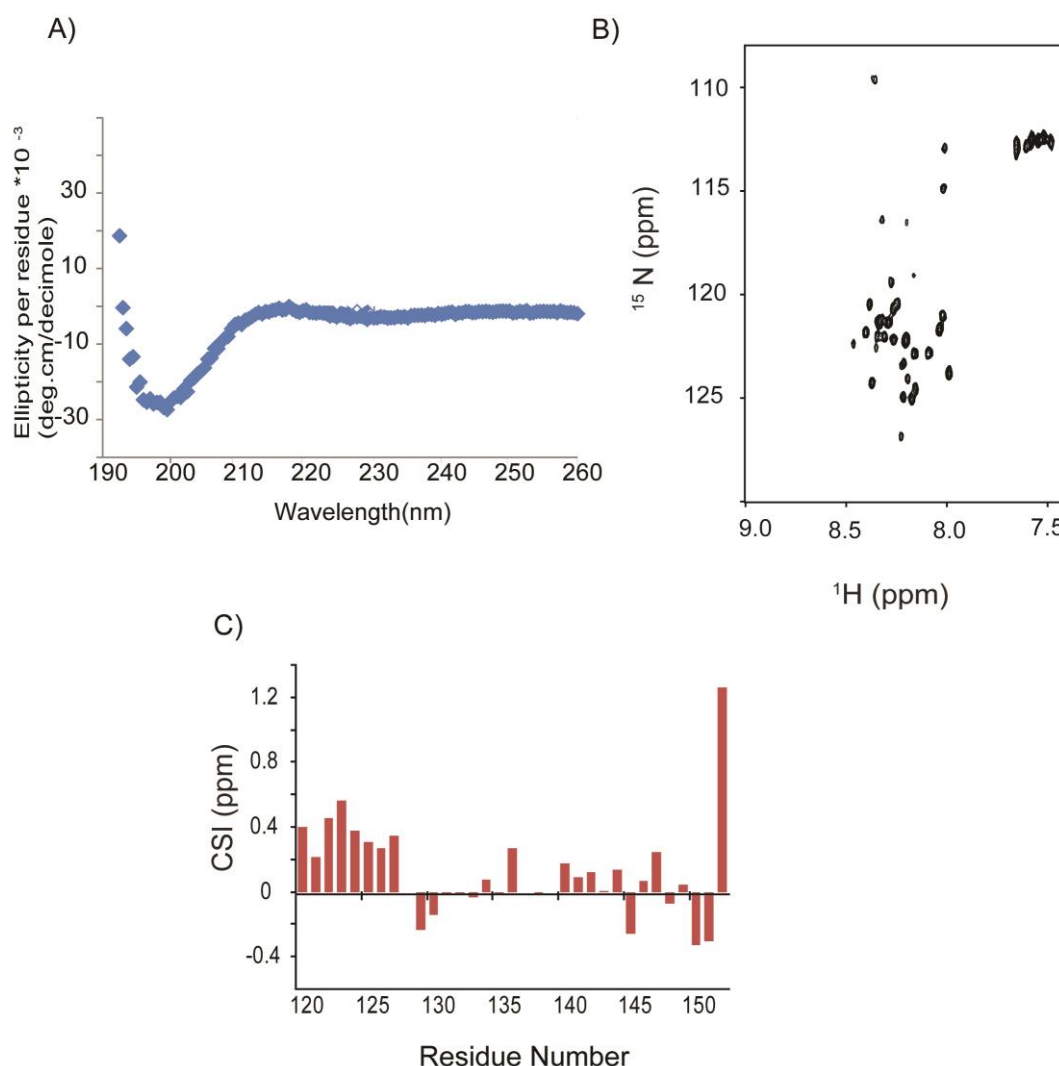 A)
Ellipticity per residue *10 -3
(deg.cm/decimole)
30
10
-10
-30
190 200 210 220 230 240 250 260
Wavelength(nm)
B)
15 N (ppm)
110
115
120
125
9.0 8.5 8.0 7.5
1H (ppm)
C)
CSI (ppm)
1.2
0.8
0.4
0
-0.4
120 125 130 135 140 145 150
Residue Number